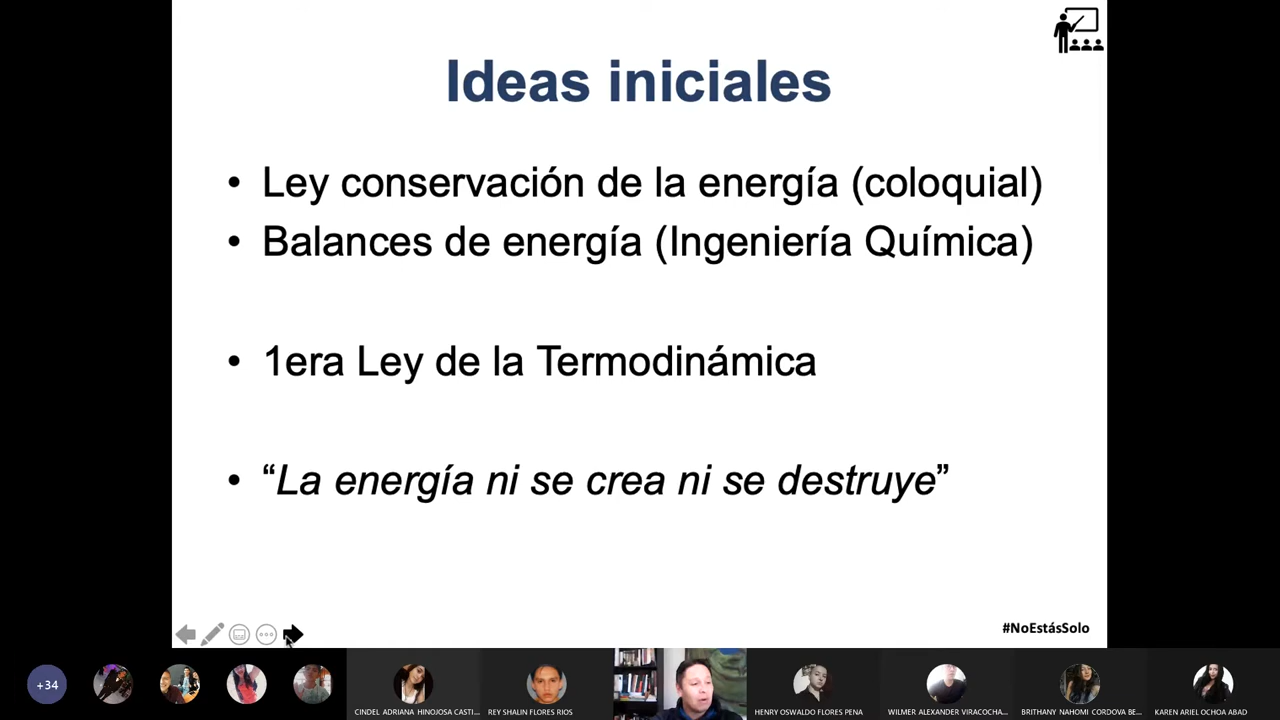 Ideas iniciales
• Ley conservación de la energía (coloquial)
• Balances de energía (Ingeniería Química)
• 1era Ley de la Termodinámica
• “La energía ni se crea ni se destruye”
#NoEstásSolo
+34
CINDEL ADRIANA HINOJOSA CASTI...
REY SHALIN FLORES RIOS
HENRY OSWALDO FLORES PENA
WILMER ALEXANDER VIRACOCHA...
BRITHANY NAHOMI CORDOVA BE...
KAREN ARIEL OCHOA ABAD